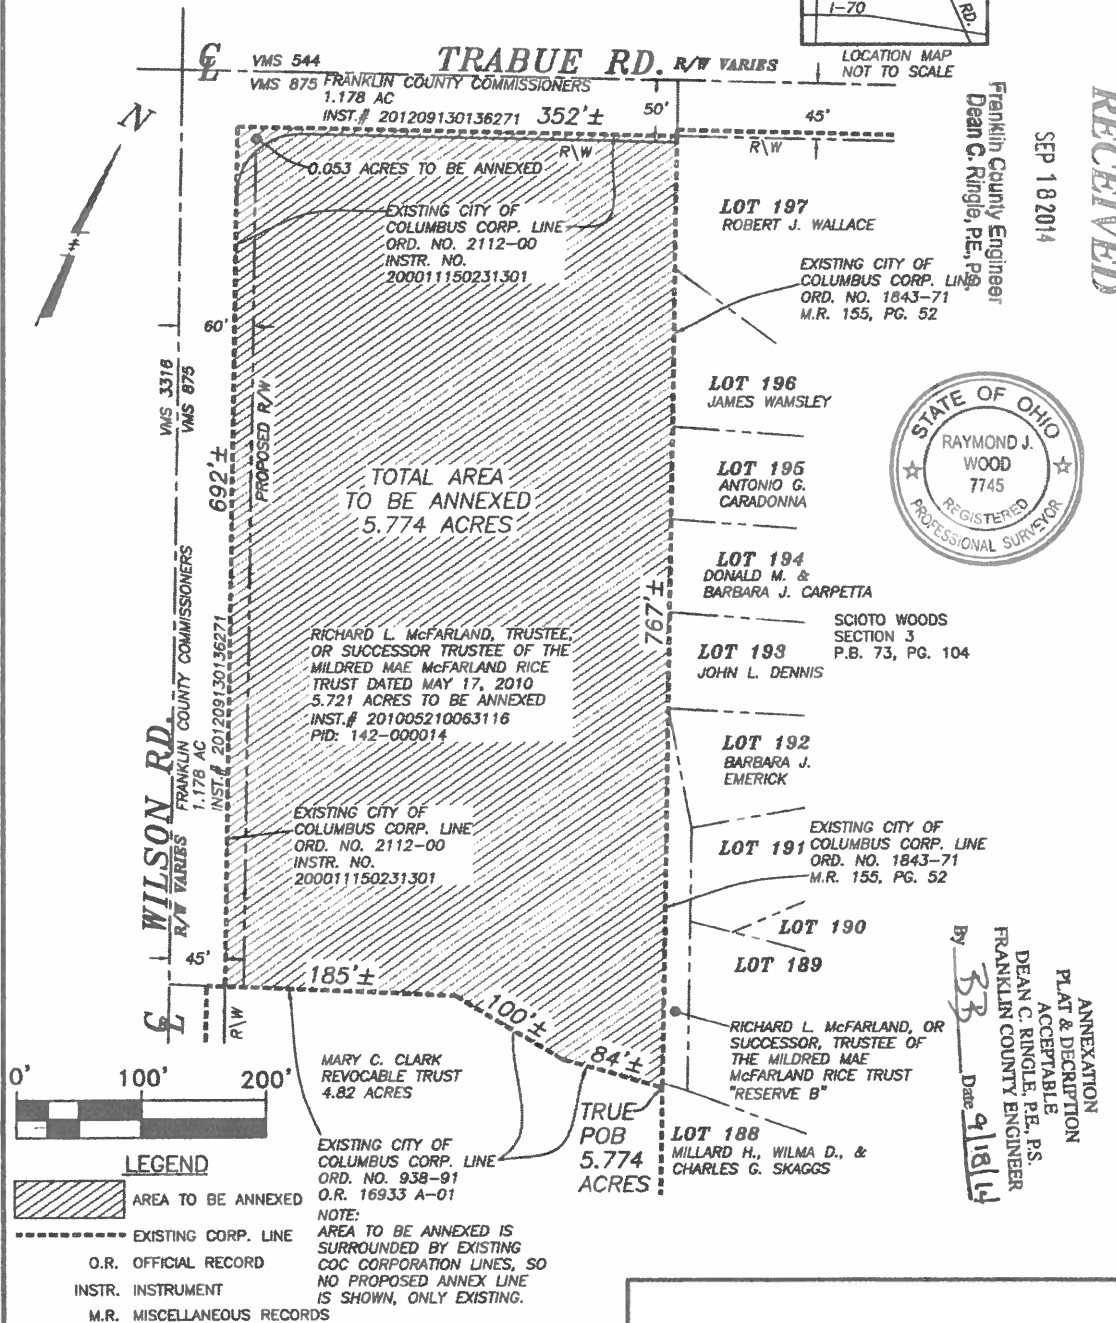 I-70
RD.
LOCATION MAP
NOT TO SCALE
RECEIVED
SEP 18 2014
Franklin County Engineer
Dean C. Ringle, P.E., P.S.
CL
VMS 544
VMS 875
TRABUE RD. R/W VARIES
FRANKLIN COUNTY COMMISSIONERS
1.178 AC
INST.# 201209130136271
352'±
50'
45'
R\W
R\W
N
0.053 ACRES TO BE ANNEXED
EXISTING CITY OF
COLUMBUS CORP. LINE
ORD. NO. 2112-00
INSTR. NO.
200011150231301
LOT 197
ROBERT J. WALLACE
EXISTING CITY OF
COLUMBUS CORP. LINE
ORD. NO. 1843-71
M.R. 155, PG. 52
60'
VMS 3316
VMS 875
PROPOSED R/W
692'±
LOT 196
JAMES WAMSLEY
STATE OF OHIO
RAYMOND J.
WOOD
7745
REGISTERED
PROFESSIONAL SURVEYOR
TOTAL AREA
TO BE ANNEXED
5.774 ACRES
LOT 195
ANTONIO G.
CARADONNA
LOT 194
DONALD M. &
BARBARA J. CARPETTA
767'±
SCIOTO WOODS
SECTION 3
P.B. 73, PG. 104
LOT 193
JOHN L. DENNIS
RICHARD L. McFARLAND, TRUSTEE,
OR SUCCESSOR TRUSTEE OF THE
MILDRED MAE McFARLAND RICE
TRUST DATED MAY 17, 2010
5.721 ACRES TO BE ANNEXED
INST.# 201005210063116
PID: 142-000014
WILSON RD.
R/W VARIES
FRANKLIN COUNTY COMMISSIONERS
1.178 AC
INST.# 201209130136271
LOT 192
BARBARA J.
EMERICK
EXISTING CITY OF
COLUMBUS CORP. LINE
ORD. NO. 2112-00
INSTR. NO.
200011150231301
LOT 191
EXISTING CITY OF
COLUMBUS CORP. LINE
ORD. NO. 1843-71
M.R. 155, PG. 52
LOT 190
LOT 189
45'
185'±
100'±
84'±
CL
R\W
RICHARD L. McFARLAND, OR
SUCCESSOR, TRUSTEE OF
THE MILDRED MAE
McFARLAND RICE TRUST
"RESERVE B"
ANNEXATION
PLAT & DECRIPTION
ACCEPTABLE
DEAN C. RINGLE, P.E., P.S.
FRANKLIN COUNTY ENGINEER
By BB Date 9/18/14
MARY C. CLARK
REVOCABLE TRUST
4.82 ACRES
0' 100' 200'
TRUE
POB
5.774
ACRES
LOT 188
MILLARD H., WILMA D., &
CHARLES G. SKAGGS
EXISTING CITY OF
COLUMBUS CORP. LINE
ORD. NO. 938-91
O.R. 16933 A-01
LEGEND
AREA TO BE ANNEXED
EXISTING CORP. LINE
O.R. OFFICIAL RECORD
INSTR. INSTRUMENT
M.R. MISCELLANEOUS RECORDS
NOTE:
AREA TO BE ANNEXED IS
SURROUNDED BY EXISTING
COC CORPORATION LINES, SO
NO PROPOSED ANNEX LINE
IS SHOWN, ONLY EXISTING.